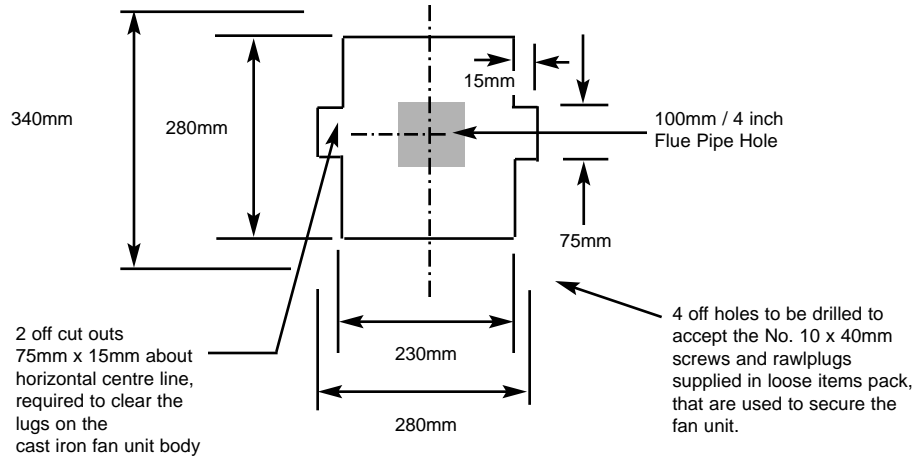 15mm
340mm
280mm
100mm / 4 inch
Flue Pipe Hole
75mm
2 off cut outs
75mm x 15mm about
horizontal centre line,
required to clear the
lugs on the
cast iron fan unit body
230mm
280mm
4 off holes to be drilled to
accept the No. 10 x 40mm
screws and rawlplugs
supplied in loose items pack,
that are used to secure the
fan unit.